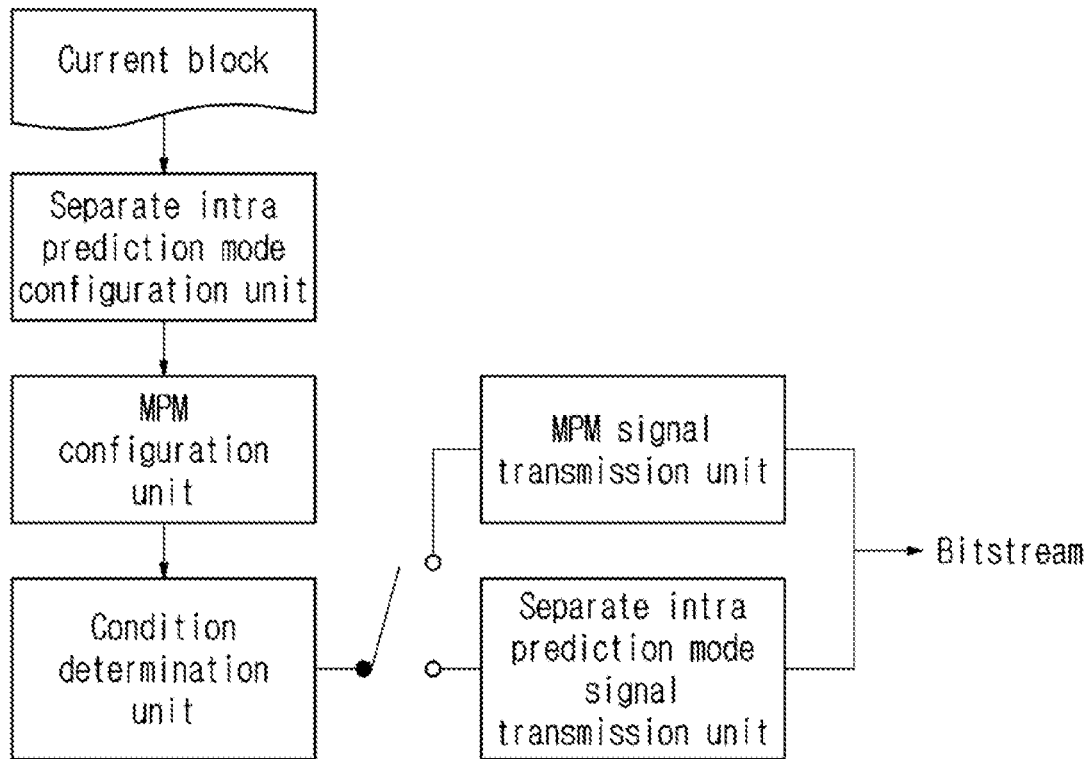 Current block
Separate intra
prediction mode
configuration unit
MPM
configuration
unit
Condition
determination
unit
MPM signal
transmission unit
Separate intra
prediction mode
signal
transmission unit
Bitstream